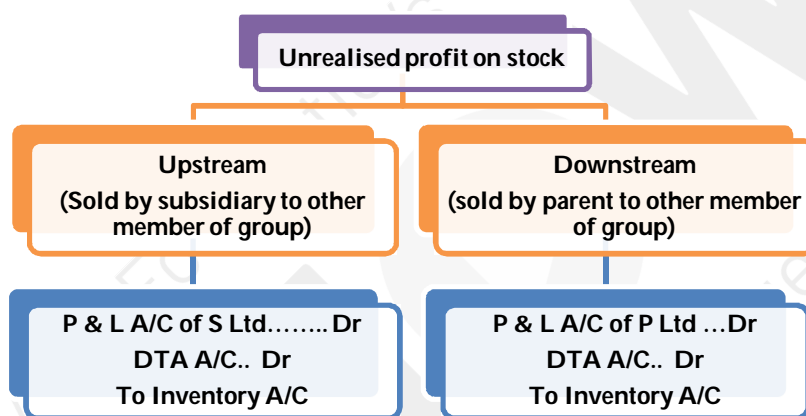 Unrealised profit on stock
Upstream
(Sold by subsidiary to other
member of group)
Downstream
(sold by parent to other member
of group)
P & L A/C of S Ltd…….. Dr
DTA A/C.. Dr
To Inventory A/C
P & L A/C of P Ltd …Dr
DTA A/C.. Dr
To Inventory A/C